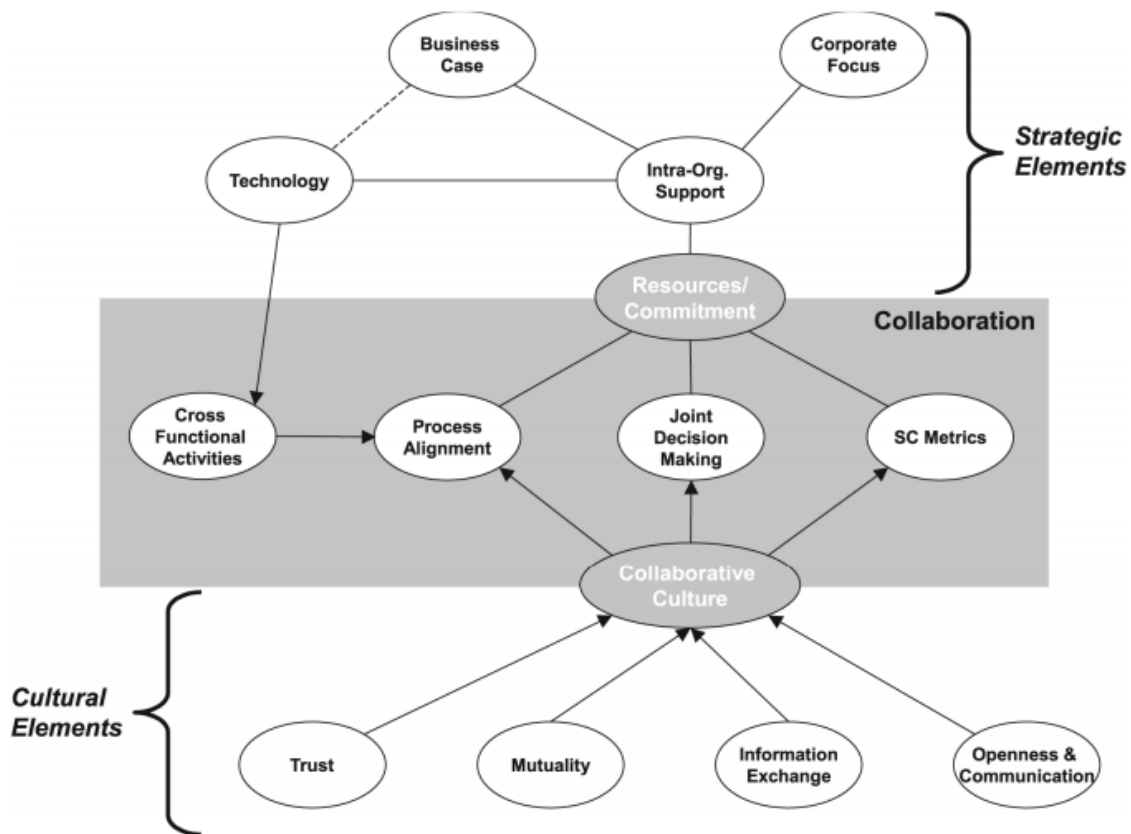 Business
Case
Corporate
Focus
Strategic
Elements
Technology
Intra-Org.
Support
Resources/
Commitment
Collaboration
Cross
Functional
Activities
Process
Alignment
Joint
Decision
Making
SC Metrics
Collaborative
Culture
Cultural
Elements
Trust
Mutuality
Information
Exchange
Openness &
Communication